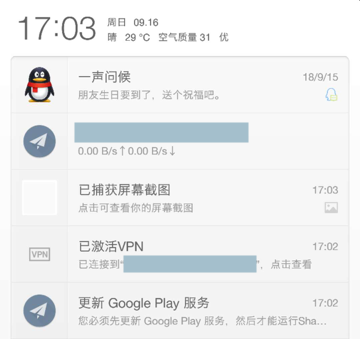 17:03
周日 09.16
晴 29 ℃ 空气质量 31 优
一声问候
18/9/15
朋友生日要到了，送个祝福吧。
0.00 B/s↑0.00 B/s↓
已捕获屏幕截图
17:03
点击可查看你的屏幕截图
VPN
已激活VPN
17:02
已连接到“”，点击查看
更新 Google Play 服务
17:02
您必须先更新 Google Play 服务，然后才能运行Sha...